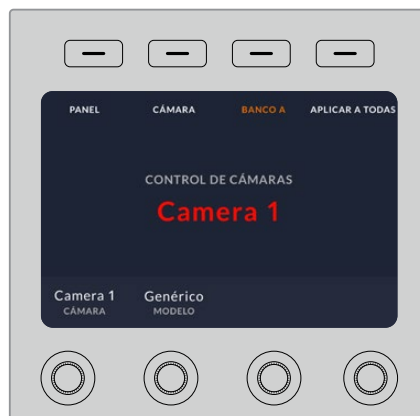 PANEL CÁMARA BANCO A APLICAR A TODAS
CONTROL DE CÁMARAS
Camera 1
Camera 1 Genérico
CÁMARA MODELO